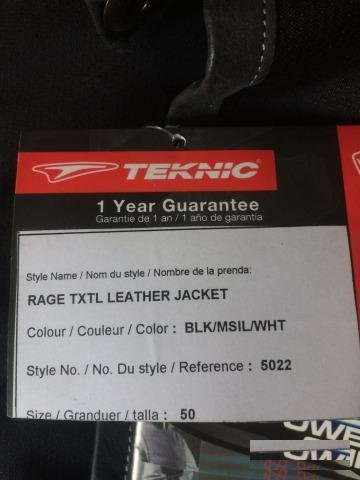 TEKNIC
1 Year Guarantee
Garantie de 1 an / 1 año de garantía
Style Name / Nom du style / Nombre de la prenda:
RAGE TXTL LEATHER JACKET
Colour / Couleur / Color : BLK/MSIL/WHT
Style No. / No. Du style / Reference : 5022
Size / Granduer / talla : 50